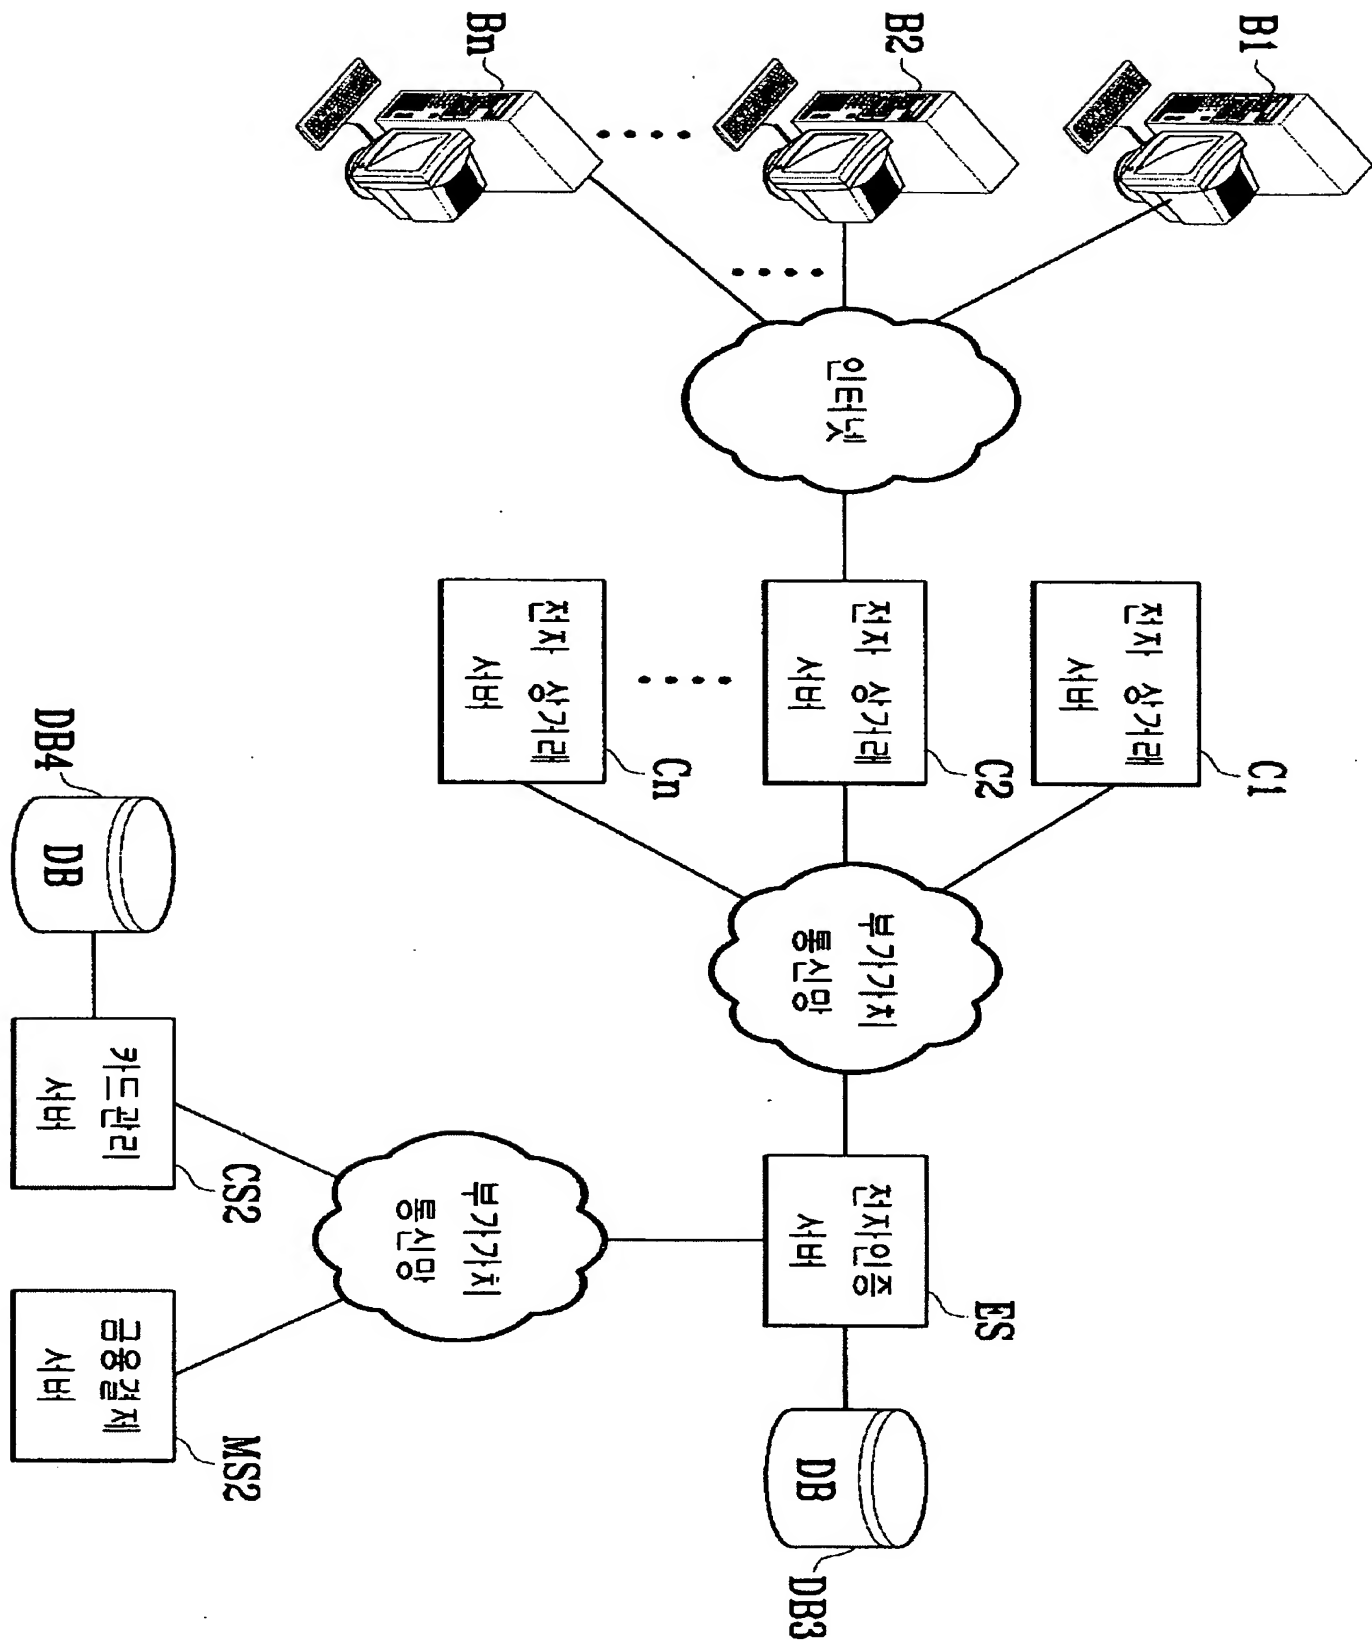 B1
B2
Bn
인터넷
전자 상거래
서버
C1
전자 상거래
서버
C2
전자 상거래
서버
Cn
부가가치
통신망
전자인증
서버
ES
DB
DB3
부가가치
통신망
카드관리
서버
CS2
DB
DB4
금융결제
서버
MS2